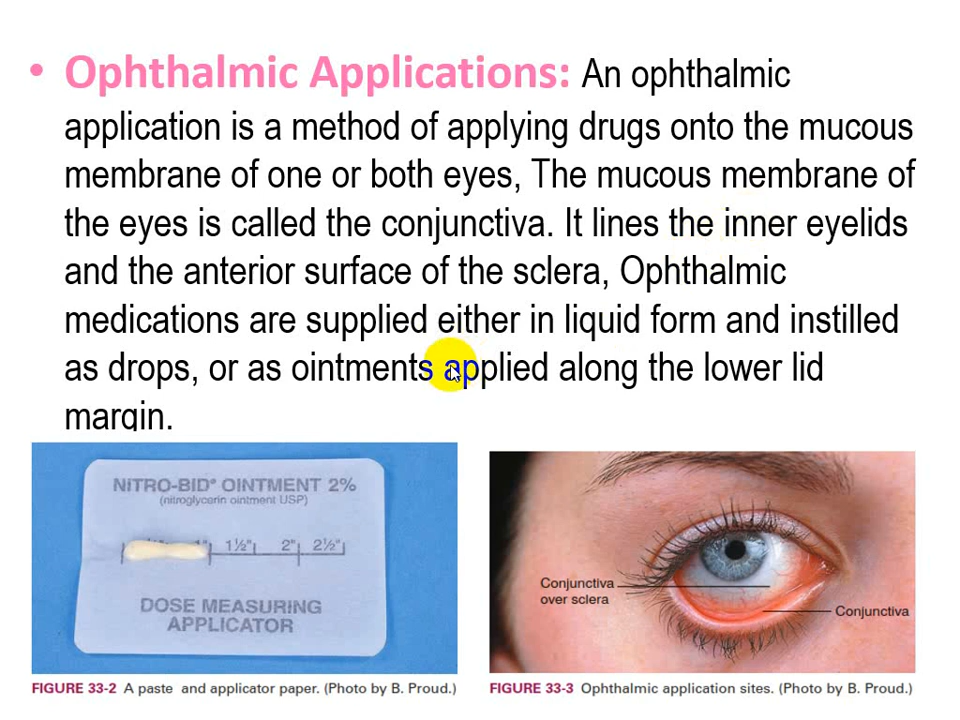 • Ophthalmic Applications: An ophthalmic
application is a method of applying drugs onto the mucous
membrane of one or both eyes, The mucous membrane of
the eyes is called the conjunctiva. It lines the inner eyelids
and the anterior surface of the sclera, Ophthalmic
medications are supplied either in liquid form and instilled
as drops, or as ointments applied along the lower lid
margin.
NITRO-BID® OINTMENT 2%
(nitroglycerin ointment USP)
1" 1½" 2" 2½"
DOSE MEASURING
APPLICATOR
FIGURE 33-2 A paste and applicator paper. (Photo by B. Proud.)
Conjunctiva
over sclera
Conjunctiva
FIGURE 33-3 Ophthalmic application sites. (Photo by B. Proud.)